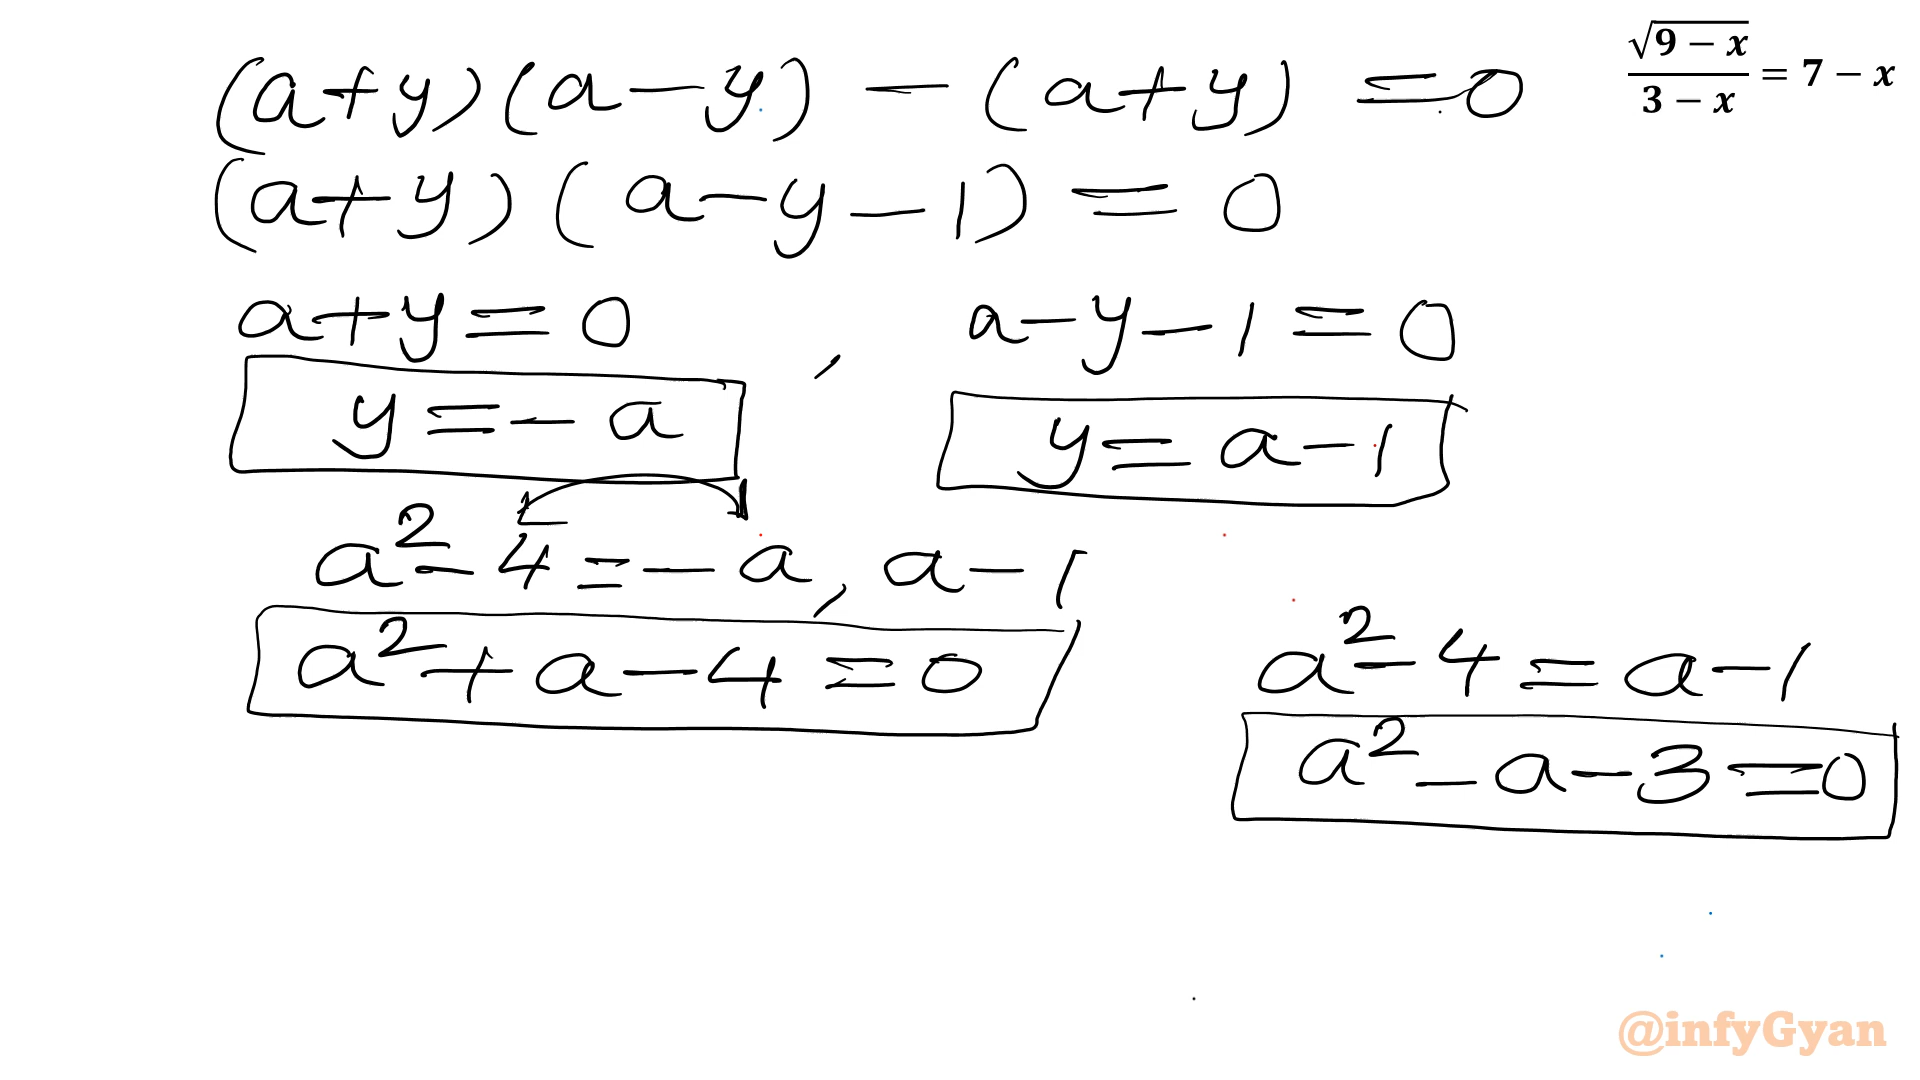 (a+y)(a-y) - (a+y) = 0
√(9 − x) / (3 − x) = 7 − x
(a+y)(a-y-1) = 0
a+y=0 , a-y-1=0
y=-a
y=a-1
a²-4=-a, a-1
a²+a-4=0
a²-4=a-1
a²-a-3=0
@infyGyan